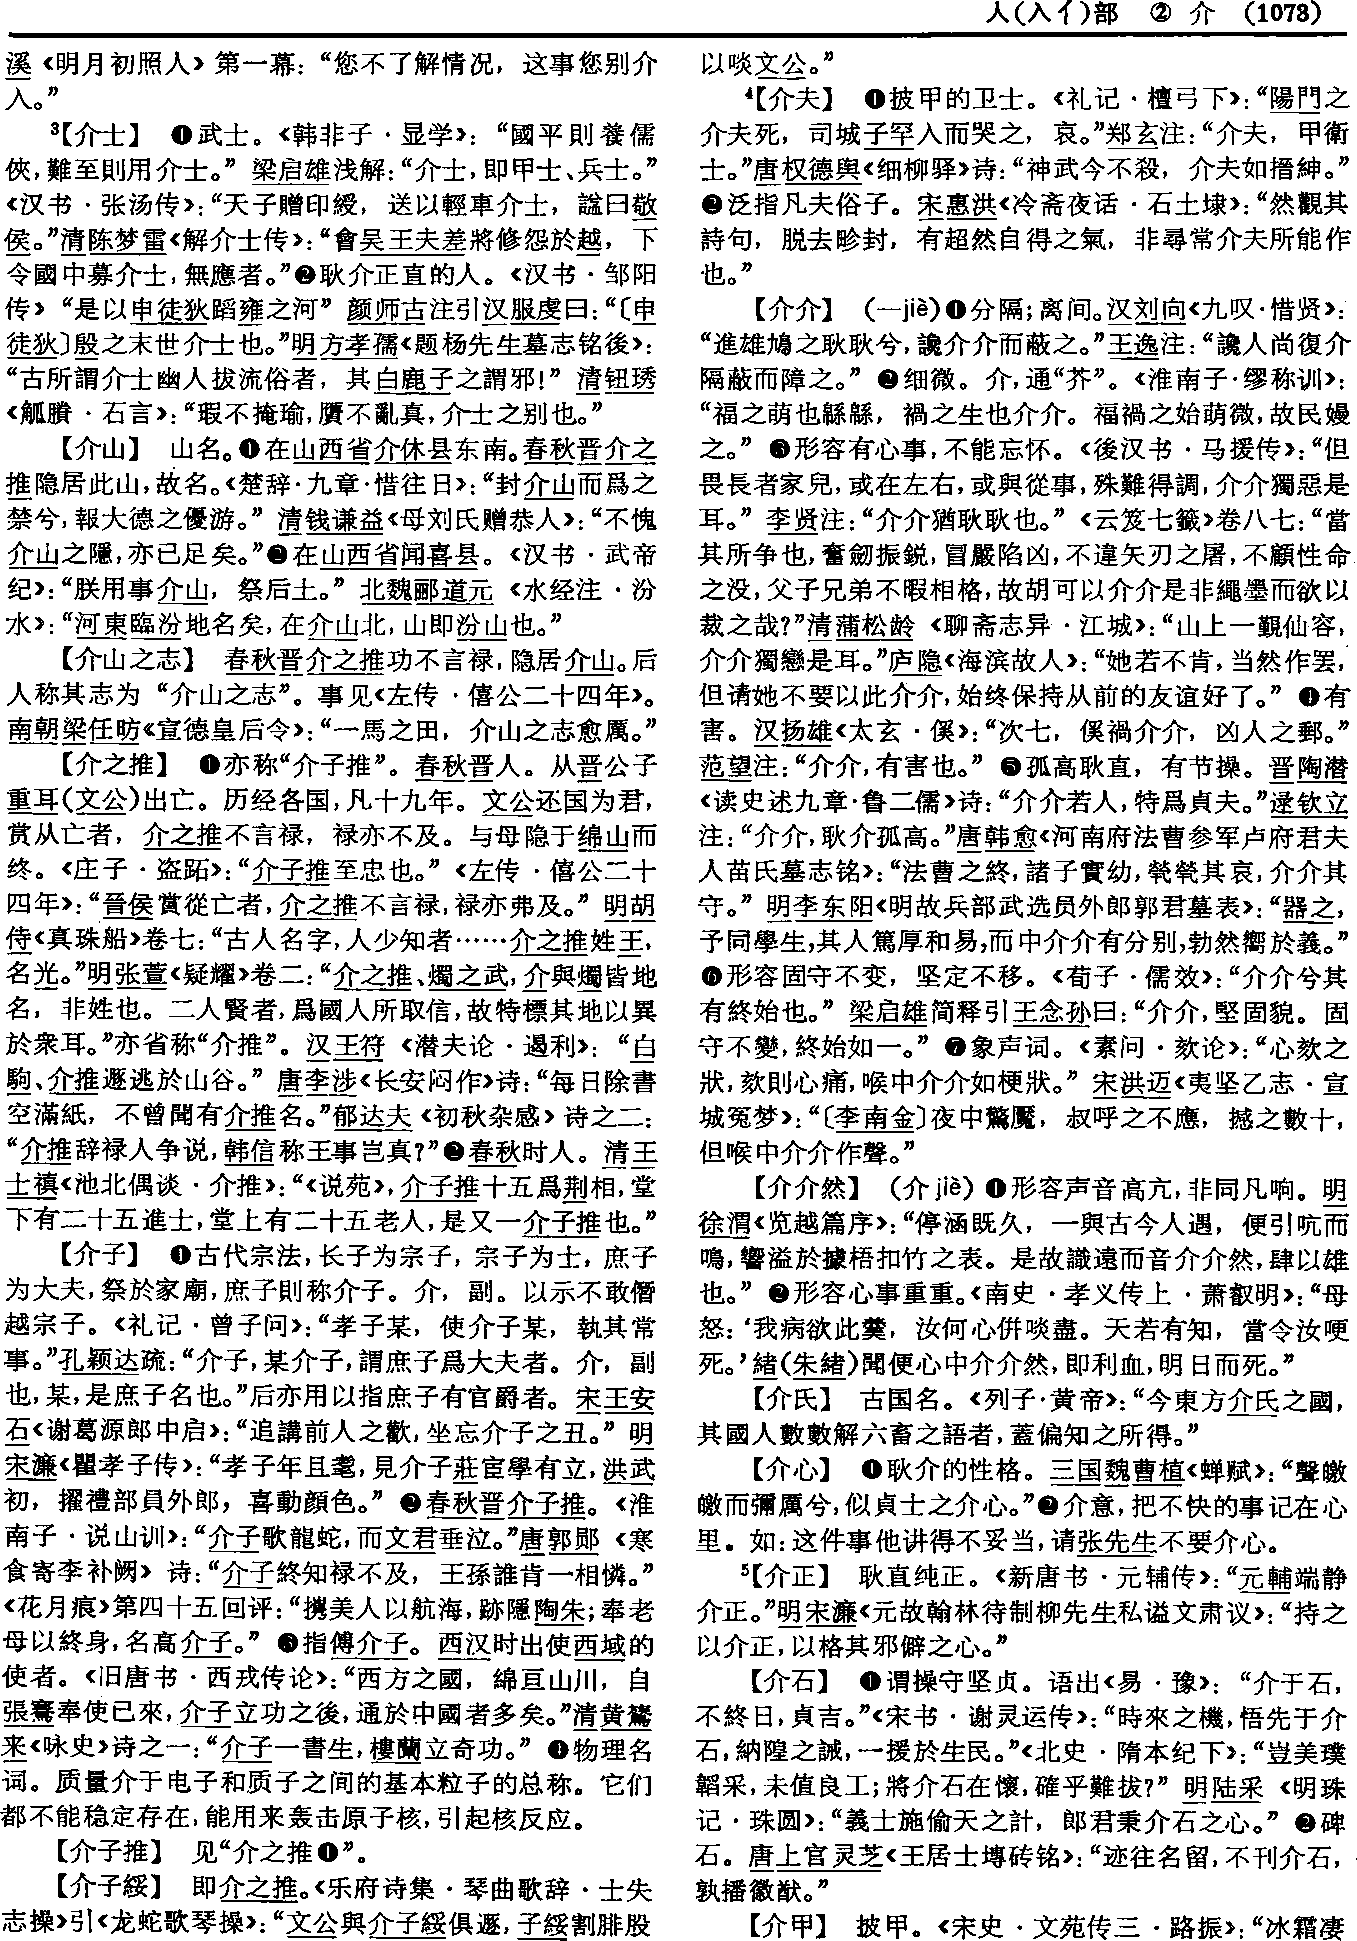 人(入亻)部　② 介　(1073)
溪《明月初照人》第一幕：“您不了解情况，这事您别介
入。”
³【介士】 ❶武士。《韩非子·显学》：“國平則養儒
俠，難至則用介士。”梁启雄浅解：“介士，即甲士、兵士。”
《汉书·张汤传》：“天子贈印綬，送以輕車介士，諡曰敬
侯。”清陈梦雷《解介士传》：“會吴王夫差將修怨於越，下
令國中募介士，無應者。”❷耿介正直的人。《汉书·邹阳
传》“是以申徒狄蹈雍之河”颜师古注引汉服虔曰：“〔申
徒狄〕殷之末世介士也。”明方孝孺《题杨先生墓志铭後》：
“古所謂介士幽人拔流俗者，其白鹿子之謂邪！”清钮琇
《觚賸·石言》：“瑕不掩瑜，贋不亂真，介士之别也。”
【介山】 山名。❶在山西省介休县东南。春秋晋介之
推隐居此山，故名。《楚辞·九章·惜往日》：“封介山而爲之
禁兮，報大德之優游。”清钱谦益《母刘氏赠恭人》：“不愧
介山之隱，亦已足矣。”❷在山西省闻喜县。《汉书·武帝
纪》：“朕用事介山，祭后土。”北魏郦道元《水经注·汾
水》：“河東臨汾地名矣，在介山北，山即汾山也。”
【介山之志】 春秋晋介之推功不言禄，隐居介山。后
人称其志为“介山之志”。事见《左传·僖公二十四年》。
南朝梁任昉《宣德皇后令》：“一馬之田，介山之志愈厲。”
【介之推】 ❶亦称“介子推”。春秋晋人。从晋公子
重耳(文公)出亡。历经各国，凡十九年。文公还国为君，
赏从亡者，介之推不言禄，禄亦不及。与母隐于绵山而
终。《庄子·盗跖》：“介子推至忠也。”《左传·僖公二十
四年》：“晉侯賞從亡者，介之推不言禄，禄亦弗及。”明胡
侍《真珠船》卷七：“古人名字，人少知者……介之推姓王，
名光。”明张萱《疑耀》卷二：“介之推、燭之武，介與燭皆地
名，非姓也。二人賢者，爲國人所取信，故特標其地以異
於衆耳。”亦省称“介推”。汉王符《潜夫论·遏利》：“白
駒、介推遯逃於山谷。”唐李涉《长安闷作》诗：“每日除書
空滿紙，不曾聞有介推名。”郁达夫《初秋杂感》诗之二：
“介推辞禄人争说，韩信称王事岂真？”❷春秋时人。清王
士禛《池北偶谈·介推》：“《说苑》，介子推十五爲荆相，堂
下有二十五進士，堂上有二十五老人，是又一介子推也。”
【介子】 ❶古代宗法，长子为宗子，宗子为士，庶子
为大夫，祭於家廟，庶子則称介子。介，副。以示不敢僭
越宗子。《礼记·曾子问》：“孝子某，使介子某，執其常
事。”孔颖达疏：“介子，某介子，謂庶子爲大夫者。介，副
也，某，是庶子名也。”后亦用以指庶子有官爵者。宋王安
石《谢葛源郎中启》：“追講前人之歡，坐忘介子之丑。”明
宋濂《瞿孝子传》：“孝子年且耄，見介子莊宦學有立，洪武
初，擢禮部員外郎，喜動顔色。”❷春秋晋介子推。《淮
南子·说山训》：“介子歌龍蛇，而文君垂泣。”唐郭郧《寒
食寄李补阙》诗：“介子終知禄不及，王孫誰肯一相憐。”
《花月痕》第四十五回评：“携美人以航海，跡隱陶朱；奉老
母以終身，名高介子。”❸指傅介子。西汉时出使西域的
使者。《旧唐书·西戎传论》：“西方之國，綿亘山川，自
張騫奉使已來，介子立功之後，通於中國者多矣。”清黄鷟
来《咏史》诗之一：“介子一書生，樓蘭立奇功。”❹物理名
词。质量介于电子和质子之间的基本粒子的总称。它们
都不能稳定存在，能用来轰击原子核，引起核反应。
【介子推】 见“介之推❶”。
【介子綏】 即介之推。《乐府诗集·琴曲歌辞·士失
志操》引《龙蛇歌琴操》：“文公與介子綏俱遯，子綏割腓股
以啖文公。”
⁴【介夫】 ❶披甲的卫士。《礼记·檀弓下》：“陽門之
介夫死，司城子罕入而哭之，哀。”郑玄注：“介夫，甲衛
士。”唐权德舆《细柳驿》诗：“神武今不殺，介夫如搢紳。”
❷泛指凡夫俗子。宋惠洪《冷斋夜话·石土埭》：“然觀其
詩句，脱去畛封，有超然自得之氣，非尋常介夫所能作
也。”
【介介】 (—jiè)❶分隔；离间。汉刘向《九叹·惜贤》：
“進雄鳩之耿耿兮，讒介介而蔽之。”王逸注：“讒人尚復介
隔蔽而障之。”❷细微。介，通“芥”。《淮南子·缪称训》：
“福之萌也緜緜，禍之生也介介。福禍之始萌微，故民嫚
之。”❸形容有心事，不能忘怀。《後汉书·马援传》：“但
畏長者家兒，或在左右，或與從事，殊難得調，介介獨惡是
耳。”李贤注：“介介猶耿耿也。”《云笈七籤》卷八七：“當
其所争也，奮劒振鋭，冒嚴陷凶，不違矢刃之屠，不顧性命
之没，父子兄弟不暇相格，故胡可以介介是非繩墨而欲以
裁之哉？”清蒲松龄《聊斋志异·江城》：“山上一覯仙容，
介介獨戀是耳。”庐隐《海滨故人》：“她若不肯，当然作罢，
但请她不要以此介介，始终保持从前的友谊好了。”❹有
害。汉扬雄《太玄·傒》：“次七，傒禍介介，凶人之郵。”
范望注：“介介，有害也。”❺孤高耿直，有节操。晋陶潜
《读史述九章·鲁二儒》诗：“介介若人，特爲貞夫。”逯钦立
注：“介介，耿介孤高。”唐韩愈《河南府法曹参军卢府君夫
人苗氏墓志铭》：“法曹之終，諸子實幼，煢煢其哀，介介其
守。”明李东阳《明故兵部武选员外郎郭君墓表》：“器之，
予同學生，其人篤厚和易，而中介介有分别，勃然嚮於義。”
❻形容固守不变，坚定不移。《荀子·儒效》：“介介兮其
有終始也。”梁启雄简释引王念孙曰：“介介，堅固貌。固
守不變，終始如一。”❼象声词。《素问·欬论》：“心欬之
狀，欬則心痛，喉中介介如梗狀。”宋洪迈《夷坚乙志·宣
城冤梦》：“〔李南金〕夜中驚魘，叔呼之不應，撼之數十，
但喉中介介作聲。”
【介介然】 (介jiè)❶形容声音高亢，非同凡响。明
徐渭《览越篇序》：“停涵既久，一與古今人遇，便引吭而
鳴，響溢於據梧扣竹之表。是故識遠而音介介然，肆以雄
也。”❷形容心事重重。《南史·孝义传上·萧叡明》：“母
怒：‘我病欲此羹，汝何心併啖盡。天若有知，當令汝哽
死。’緒(朱緒)聞便心中介介然，即利血，明日而死。”
【介氏】 古国名。《列子·黄帝》：“今東方介氏之國，
其國人數數解六畜之語者，蓋偏知之所得。”
【介心】 ❶耿介的性格。三国魏曹植《蝉赋》：“聲皦
皦而彌厲兮，似貞士之介心。”❷介意，把不快的事记在心
里。如：这件事他讲得不妥当，请张先生不要介心。
⁵【介正】 耿直纯正。《新唐书·元辅传》：“元輔端静
介正。”明宋濂《元故翰林待制柳先生私谥文肃议》：“持之
以介正，以格其邪僻之心。”
【介石】 ❶谓操守坚贞。语出《易·豫》：“介于石，
不終日，貞吉。”《宋书·谢灵运传》：“時來之機，悟先于介
石，納隍之誠，一援於生民。”《北史·隋本纪下》：“豈美璞
韜采，未值良工；將介石在懷，確乎難拔？”明陆采《明珠
记·珠圆》：“義士施偷天之計，郎君秉介石之心。”❷碑
石。唐上官灵芝《王居士塼砖铭》：“迹往名留，不刊介石，
孰播徽猷。”
【介甲】 披甲。《宋史·文苑传三·路振》：“冰霜凄